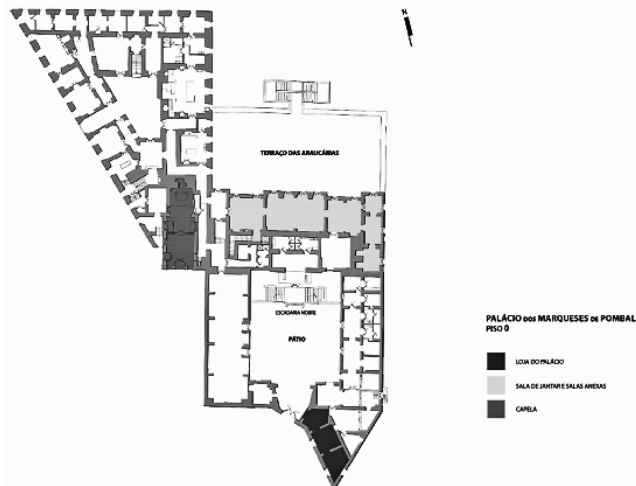 N
TERRAÇO DAS ARAUCÁRIAS
ESCADARIA NOBRE
PÁTIO
PALÁCIO DOS MARQUESES DE POMBAL
PISO 0
LOJA DO PALÁCIO
SALA DE JANTAR E SALAS ANEXAS
CAPELA